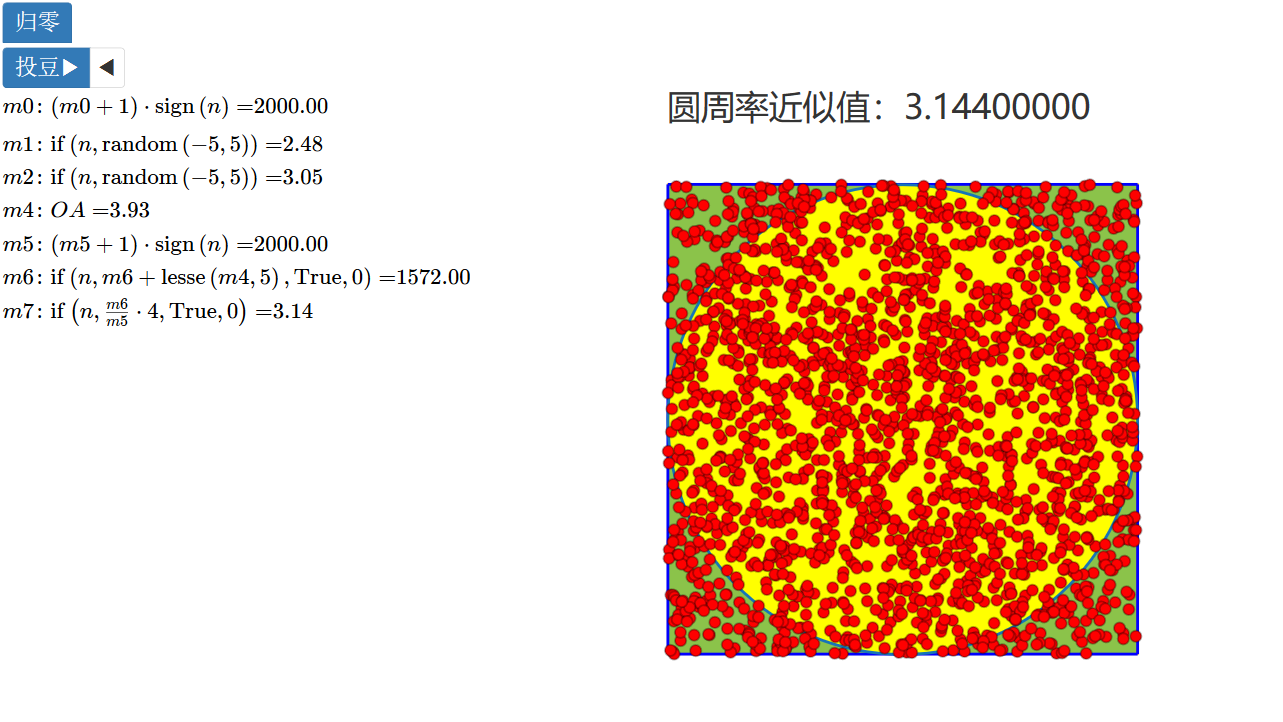 归零
投豆▶ ◀
m0: (m0 + 1) · sign (n) =2000.00
m1: if (n, random (−5, 5)) =2.48
m2: if (n, random (−5, 5)) =3.05
m4: OA =3.93
m5: (m5 + 1) · sign (n) =2000.00
m6: if (n, m6 + lesse (m4, 5) , True, 0) =1572.00
m7: if (n, m6/m5 · 4, True, 0) =3.14
圆周率近似值：3.14400000